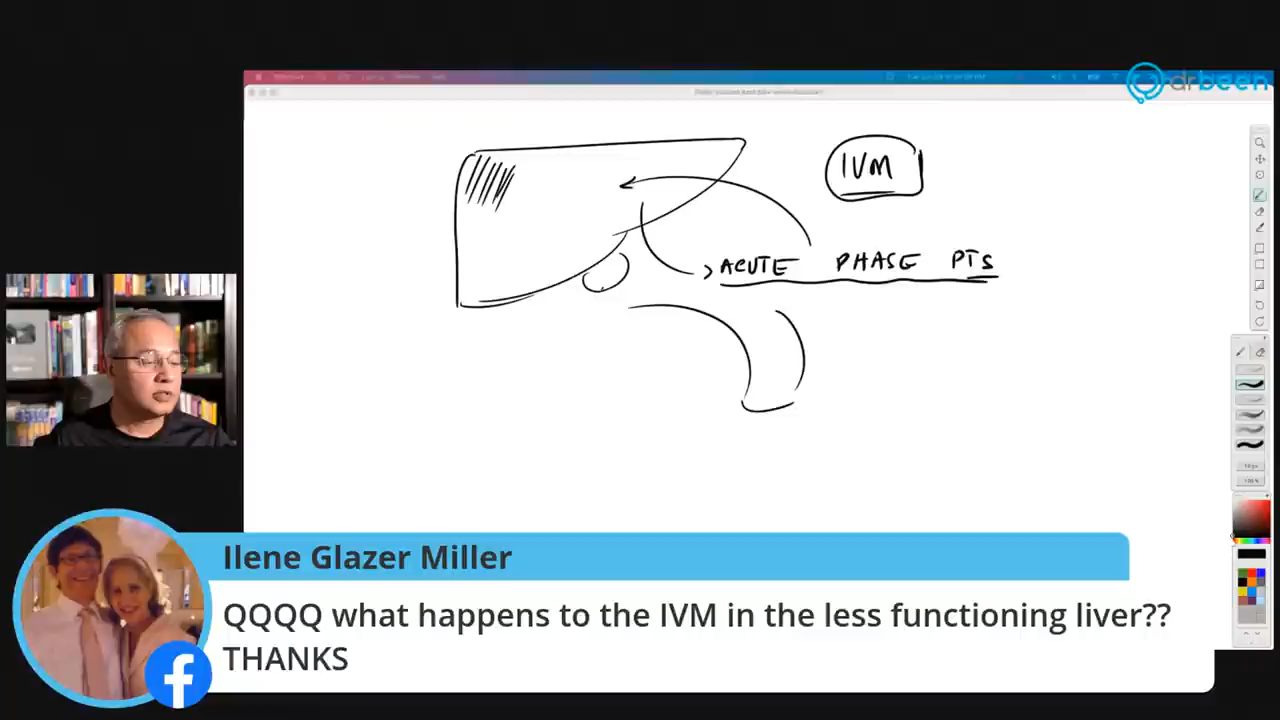 drbeen
IVM
ACUTE PHASE PTS
Ilene Glazer Miller
QQQQ what happens to the IVM in the less functioning liver??
THANKS